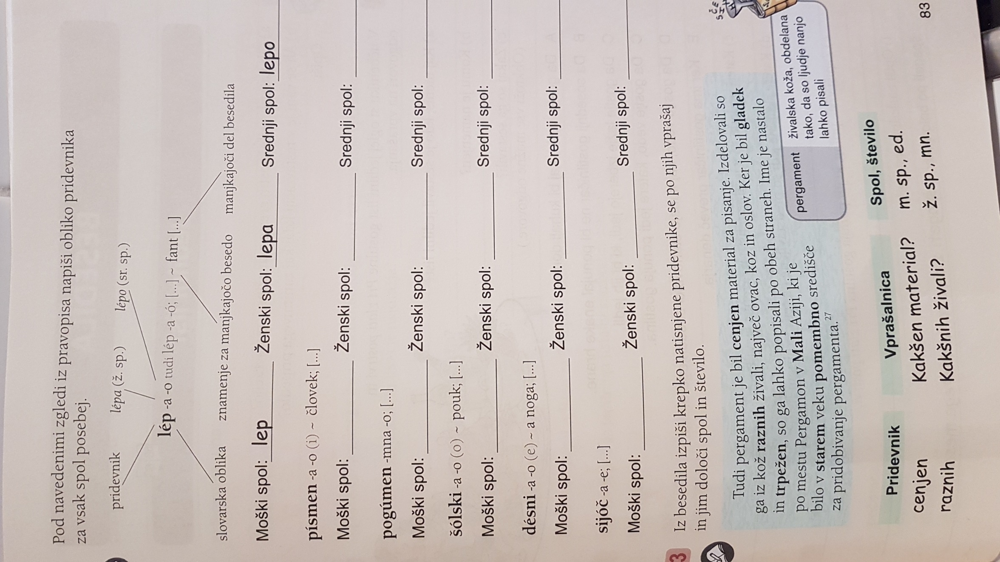 Pod navedenimi zgledi iz pravopisa napiši obliko pridevnika
za vsak spol posebej.
pridevnik lépa (ž. sp.) lépo (sr. sp.)
lép -a -o tudi lép -a -ó; [...] ~ fant [...]
slovarska oblika znamenje za manjkajočo besedo manjkajoči del besedila
Moški spol: lep Ženski spol: lepa Srednji spol: lepo
písmen -a -o (i) ~ človek; [...]
Moški spol: Ženski spol: Srednji spol:
pogúmen -mna -o; [...]
Moški spol: Ženski spol: Srednji spol:
šólski -a -o (o) ~ pouk; [...]
Moški spol: Ženski spol: Srednji spol:
désni -a -o (e) ~ a noga; [...]
Moški spol: Ženski spol: Srednji spol:
sijóč -a -e; [...]
Moški spol: Ženski spol: Srednji spol:
3 Iz besedila izpiši krepko natisnjene pridevnike, se po njih vprašaj
in jim določi spol in število.
Tudi pergament je bil cenjen material za pisanje. Izdelovali so
ga iz kož raznih živali, največ ovac, koz in oslov. Ker je bil gladek
in trpežen, so ga lahko popisali po obeh straneh. Ime je nastalo
po mestu Pergamon v Mali Aziji, ki je
bilo v starem veku pomembno središče
za pridobivanje pergamenta.27
pergament živalska koža, obdelana
tako, da so ljudje nanjo
lahko pisali
Pridevnik Vprašalnica Spol, število
cenjen Kakšen material? m. sp., ed.
raznih Kakšnih živali? ž. sp., mn.
83